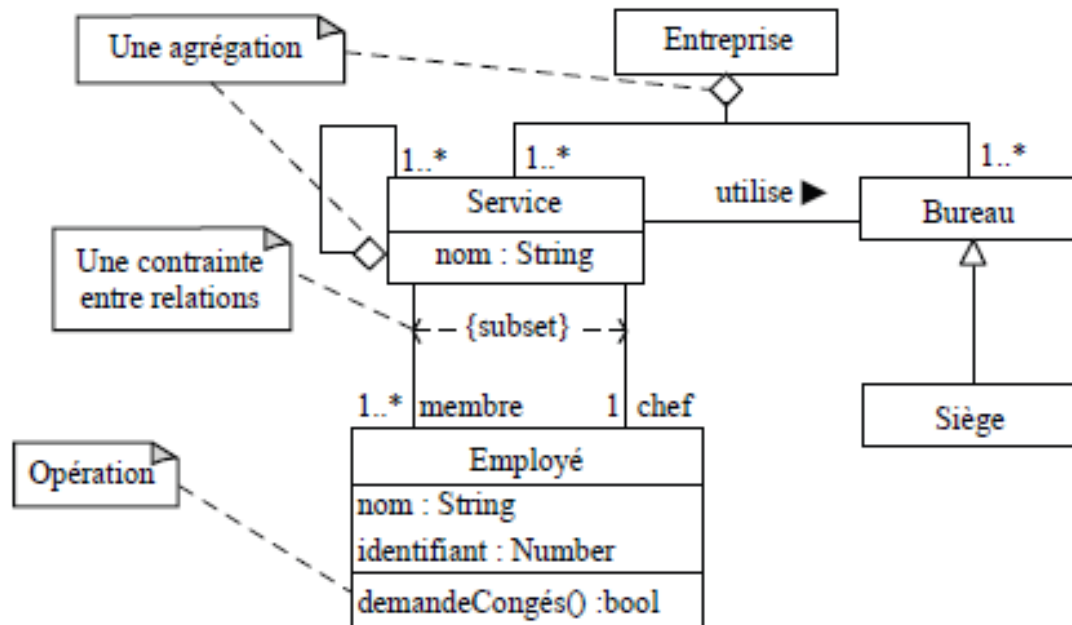 Une agrégation
Entreprise
1..*
1..*
1..*
Service
utilise ▶
Bureau
nom : String
Une contrainte
entre relations
{subset}
1..* membre
1 chef
Siège
Opération
Employé
nom : String
identifiant : Number
demandeCongés() :bool